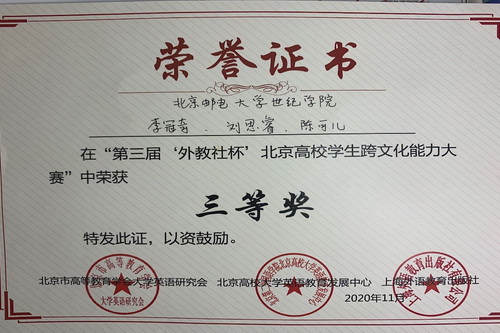 荣誉证书
北京邮电大学世纪学院
李冠奇、刘思睿、陈可儿
在“第三届‘外教社杯’北京高校学生跨文化能力大
赛”中荣获
三等奖
特发此证，以资鼓励。
北京市高等教育学会大学英语研究会 北京高校大学英语教育发展中心 上海外语教育出版社
2020年11月